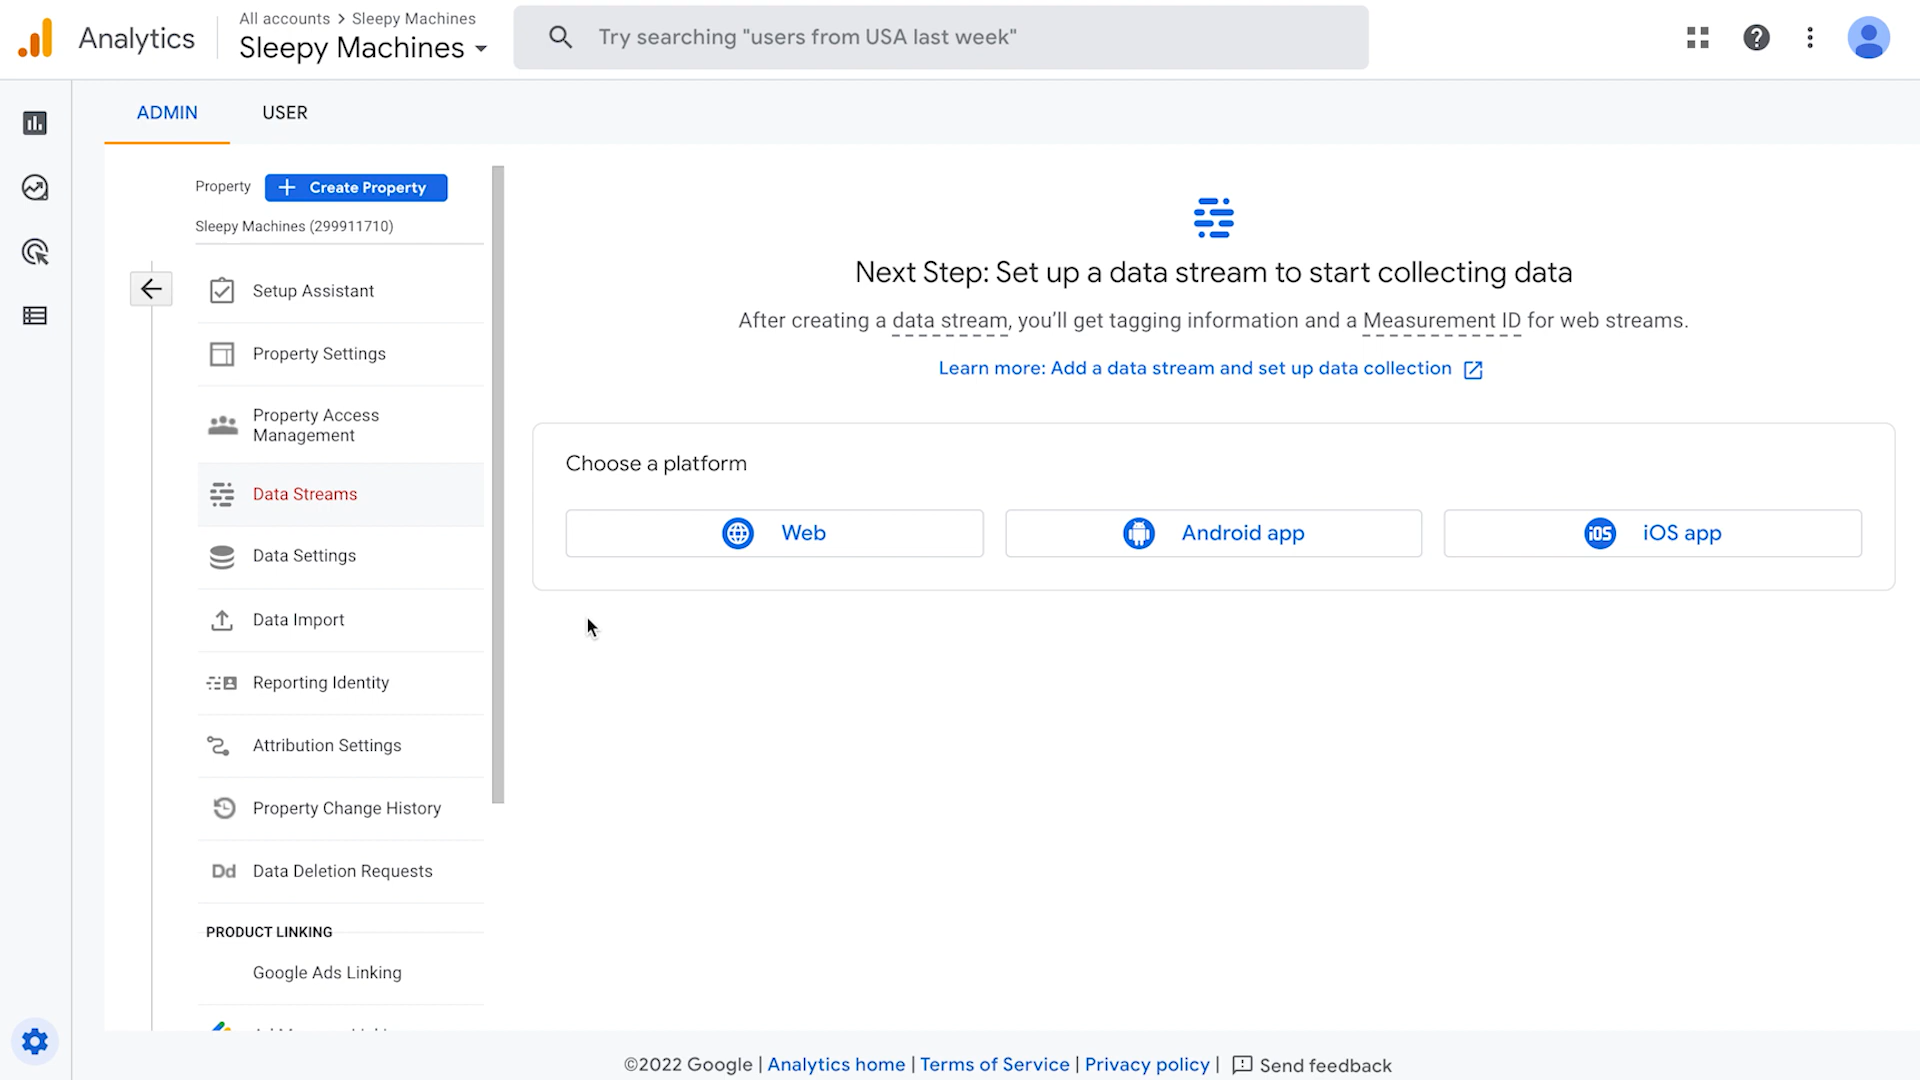 Analytics
All accounts > Sleepy Machines
Sleepy Machines
Try searching "users from USA last week"
ADMIN
USER
Property
Create Property
Sleepy Machines (299911710)
Setup Assistant
Property Settings
Property Access
Management
Data Streams
Data Settings
Data Import
Reporting Identity
Attribution Settings
Property Change History
Dd Data Deletion Requests
PRODUCT LINKING
Google Ads Linking
Next Step: Set up a data stream to start collecting data
After creating a data stream, you'll get tagging information and a Measurement ID for web streams.
Learn more: Add a data stream and set up data collection
Choose a platform
Web
Android app
iOS iOS app
©2022 Google | Analytics home | Terms of Service | Privacy policy | Send feedback